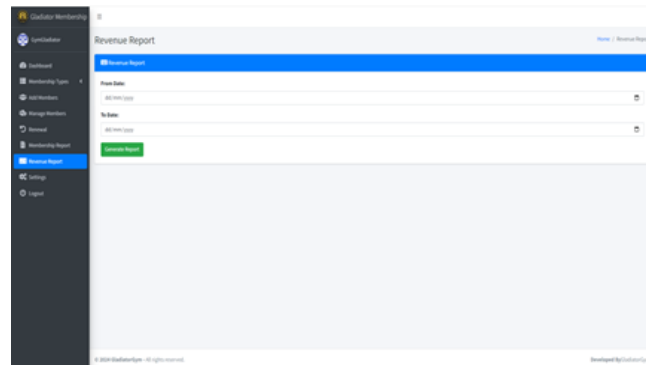 Gladiator Membership
GymGladiator
Dashboard
Membership Types
Add Members
Manage Members
Renewal
Membership Report
Revenue Report
Settings
Logout
Revenue Report
Home / Revenue Repo
Revenue Report
From Date:
dd/mm/yyyy
To Date:
dd/mm/yyyy
Generate Report
© 2024 GladiatorGym - All rights reserved.
Developed By